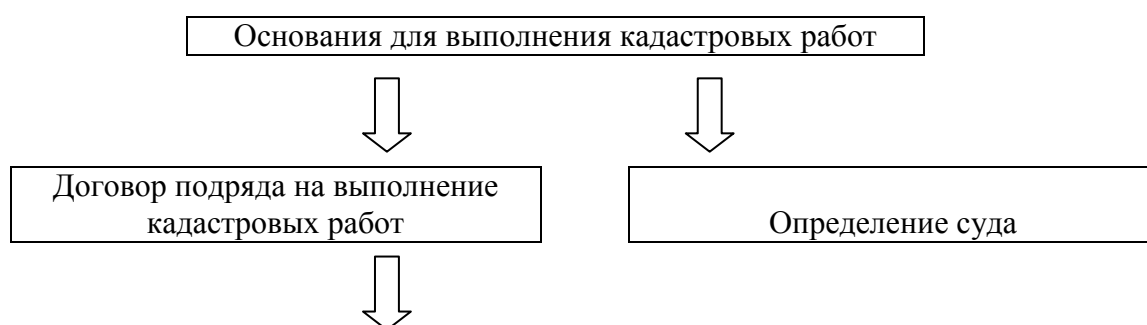 Основания для выполнения кадастровых работ
Договор подряда на выполнение
кадастровых работ
Определение суда